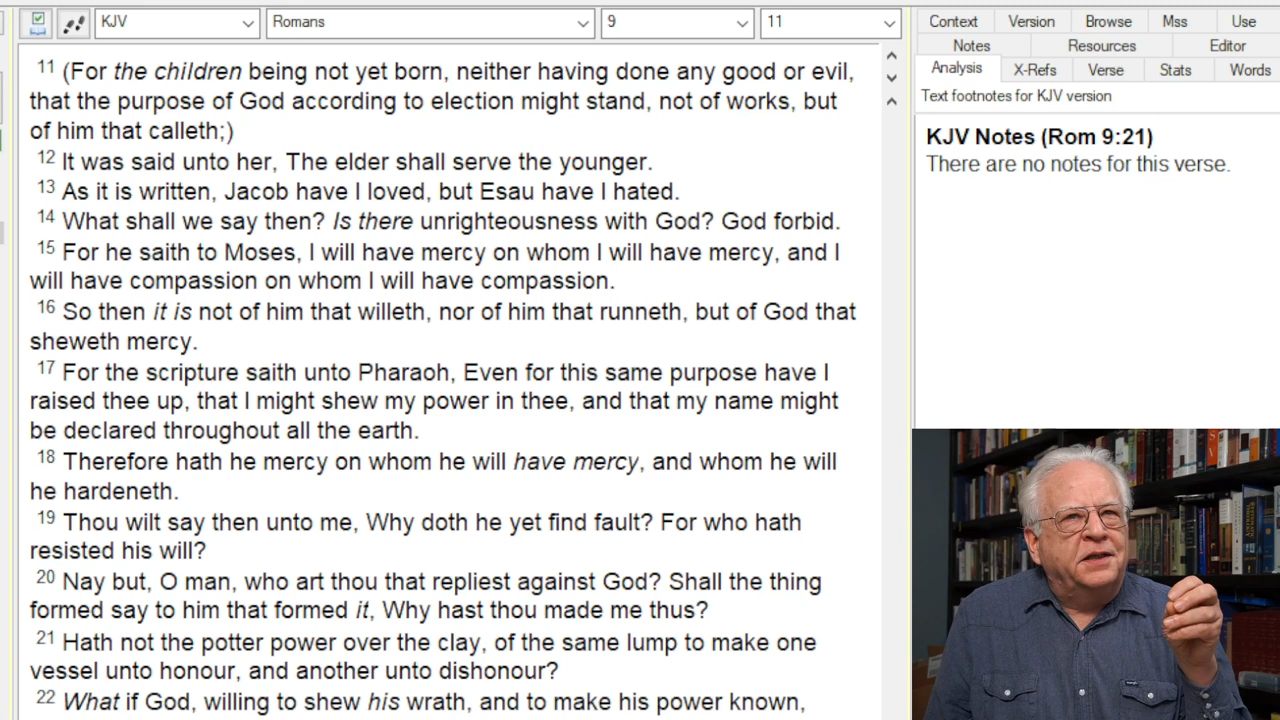 KJV Romans 9 11
11 (For the children being not yet born, neither having done any good or evil,
that the purpose of God according to election might stand, not of works, but
of him that calleth;)
12 It was said unto her, The elder shall serve the younger.
13 As it is written, Jacob have I loved, but Esau have I hated.
14 What shall we say then? Is there unrighteousness with God? God forbid.
15 For he saith to Moses, I will have mercy on whom I will have mercy, and I
will have compassion on whom I will have compassion.
16 So then it is not of him that willeth, nor of him that runneth, but of God that
sheweth mercy.
17 For the scripture saith unto Pharaoh, Even for this same purpose have I
raised thee up, that I might shew my power in thee, and that my name might
be declared throughout all the earth.
18 Therefore hath he mercy on whom he will have mercy, and whom he will
he hardeneth.
19 Thou wilt say then unto me, Why doth he yet find fault? For who hath
resisted his will?
20 Nay but, O man, who art thou that repliest against God? Shall the thing
formed say to him that formed it, Why hast thou made me thus?
21 Hath not the potter power over the clay, of the same lump to make one
vessel unto honour, and another unto dishonour?
22 What if God, willing to shew his wrath, and to make his power known,
Context Version Browse Mss Use
Notes Resources Editor
Analysis X-Refs Verse Stats Words
Text footnotes for KJV version
KJV Notes (Rom 9:21)
There are no notes for this verse.